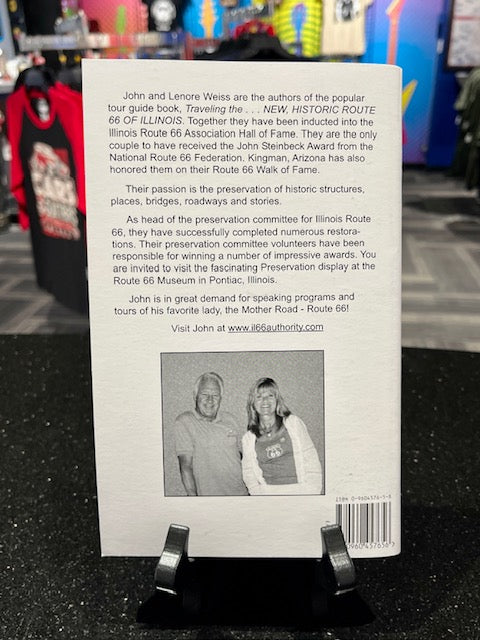 John and Lenore Weiss are the authors of the popular
tour guide book, Traveling the . . . NEW, HISTORIC ROUTE
66 OF ILLINOIS. Together they have been inducted into the
Illinois Route 66 Association Hall of Fame. They are the only
couple to have received the John Steinbeck Award from the
National Route 66 Federation. Kingman, Arizona has also
honored them on their Route 66 Walk of Fame.
Their passion is the preservation of historic structures,
places, bridges, roadways and stories.
As head of the preservation committee for Illinois Route
66, they have successfully completed numerous restora-
tions. Their preservation committee volunteers have been
responsible for winning a number of impressive awards. You
are invited to visit the fascinating Preservation display at the
Route 66 Museum in Pontiac, Illinois.
John is in great demand for speaking programs and
tours of his favorite lady, the Mother Road - Route 66!
Visit John at www.il66authority.com
66